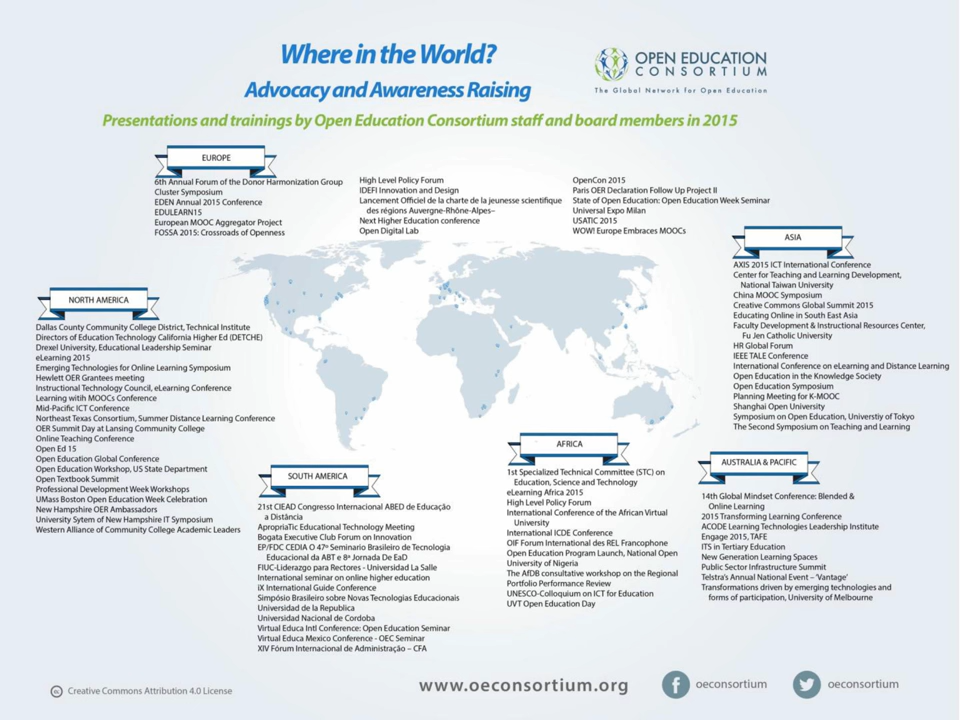 Where in the World?
Advocacy and Awareness Raising
OPEN EDUCATION
CONSORTIUM
The Global Network for Open Education
Presentations and trainings by Open Education Consortium staff and board members in 2015
EUROPE
6th Annual Forum of the Donor Harmonization Group
Cluster Symposium
EDEN Annual 2015 Conference
EDULEARN15
European MOOC Aggregator Project
FOSSA 2015: Crossroads of Openness
High Level Policy Forum
IDEFI Innovation and Design
Lancement Officiel de la charte de la jeunesse scientifique
des régions Auvergne-Rhône-Alpes–
Next Higher Education conference
Open Digital Lab
OpenCon 2015
Paris OER Declaration Follow Up Project II
State of Open Education: Open Education Week Seminar
Universal Expo Milan
USATIC 2015
WOW! Europe Embraces MOOCs
ASIA
AXIS 2015 ICT International Conference
Center for Teaching and Learning Development,
National Taiwan University
China MOOC Symposium
Creative Commons Global Summit 2015
Educating Online in South East Asia
Faculty Development & Instructional Resources Center,
Fu Jen Catholic University
HR Global Forum
IEEE TALE Conference
International Conference on eLearning and Distance Learning
Open Education in the Knowledge Society
Open Education Symposium
Planning Meeting for K-MOOC
Shanghai Open University
Symposium on Open Education, Universtiy of Tokyo
The Second Symposium on Teaching and Learning
NORTH AMERICA
Dallas County Community College District, Technical Institute
Directors of Education Technology California Higher Ed (DETCHE)
Drexel University, Educational Leadership Seminar
eLearning 2015
Emerging Technologies for Online Learning Symposium
Hewlett OER Grantees meeting
Instructional Technology Council, eLearning Conference
Learning witih MOOCs Conference
Mid-Pacific ICT Conference
Northeast Texas Consortium, Summer Distance Learning Conference
OER Summit Day at Lansing Community College
Online Teaching Conference
Open Ed 15
Open Education Global Conference
Open Education Workshop, US State Department
Open Textbook Summit
Professional Development Week Workshops
UMass Boston Open Education Week Celebration
New Hampshire OER Ambassadors
University Sytem of New Hampshire IT Symposium
Western Alliance of Community College Academic Leaders
SOUTH AMERICA
21st CIEAD Congresso Internacional ABED de Educação
a Distância
ApropriaTic Educational Technology Meeting
Bogata Executive Club Forum on Innovation
EP/FDC CEDIA O 47º Seminario Brasileiro de Tecnologia
Educacional da ABT e 8ª Jornada De EaD
FIUC-Liderazgo para Rectores - Universidad La Salle
International seminar on online higher education
iX International Guide Conference
Simpósio Brasileiro sobre Novas Tecnologias Educacionais
Universidad de la Republica
Universidad Nacional de Cordoba
Virtual Educa Intl Conference: Open Education Seminar
Virtual Educa Mexico Conference - OEC Seminar
XIV Fórum Internacional de Administração – CFA
AFRICA
1st Specialized Technical Committee (STC) on
Education, Science and Technology
eLearning Africa 2015
High Level Policy Forum
International Conference of the African Virtual
University
International ICDE Conference
OIF Forum International des REL Francophone
Open Education Program Launch, National Open
University of Nigeria
The AfDB consultative workshop on the Regional
Portfolio Performance Review
UNESCO-Colloquium on ICT for Education
UVT Open Education Day
AUSTRALIA & PACIFIC
14th Global Mindset Conference: Blended &
Online Learning
2015 Transforming Learning Conference
ACODE Learning Technologies Leadership Institute
Engage 2015, TAFE
ITS in Tertiary Education
New Generation Learning Spaces
Public Sector Infrastructure Summit
Telstra's Annual National Event – 'Vantage'
Transformations driven by emerging technologies and
forms of participation, University of Melbourne
cc Creative Commons Attribution 4.0 License
www.oeconsortium.org
oeconsortium
oeconsortium